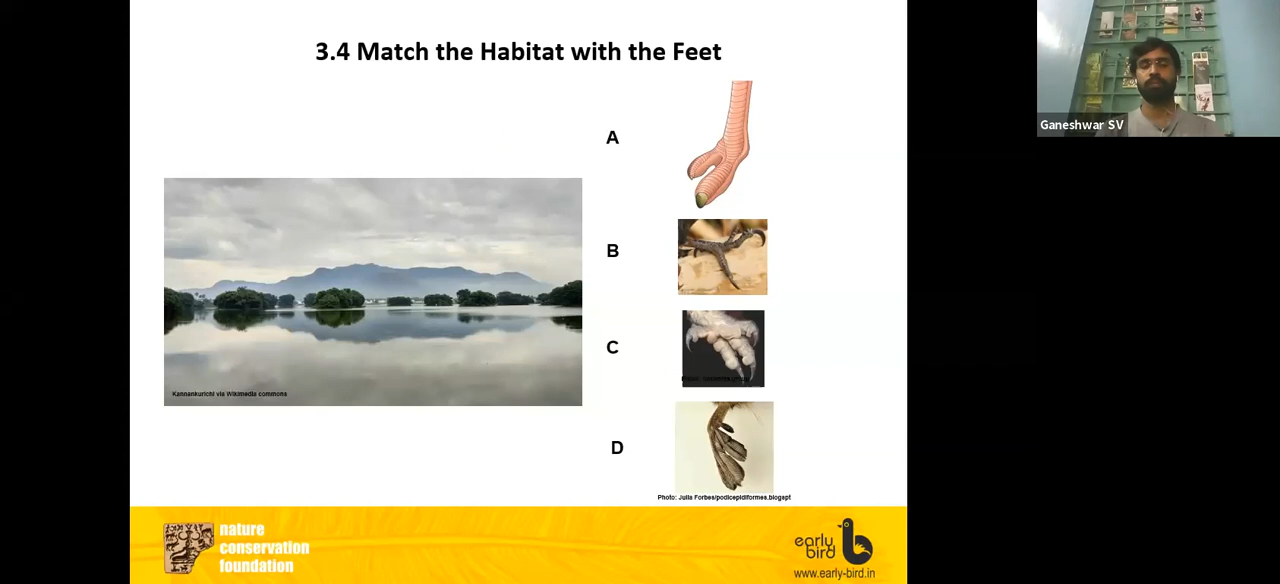 3.4 Match the Habitat with the Feet
A
B
C
D
Kannankurichi via Wikimedia commons
Photo: Julia Forbes/podicepidiformes.blogspt
nature
conservation
foundation
early
bird
www.early-bird.in
Ganeshwar SV